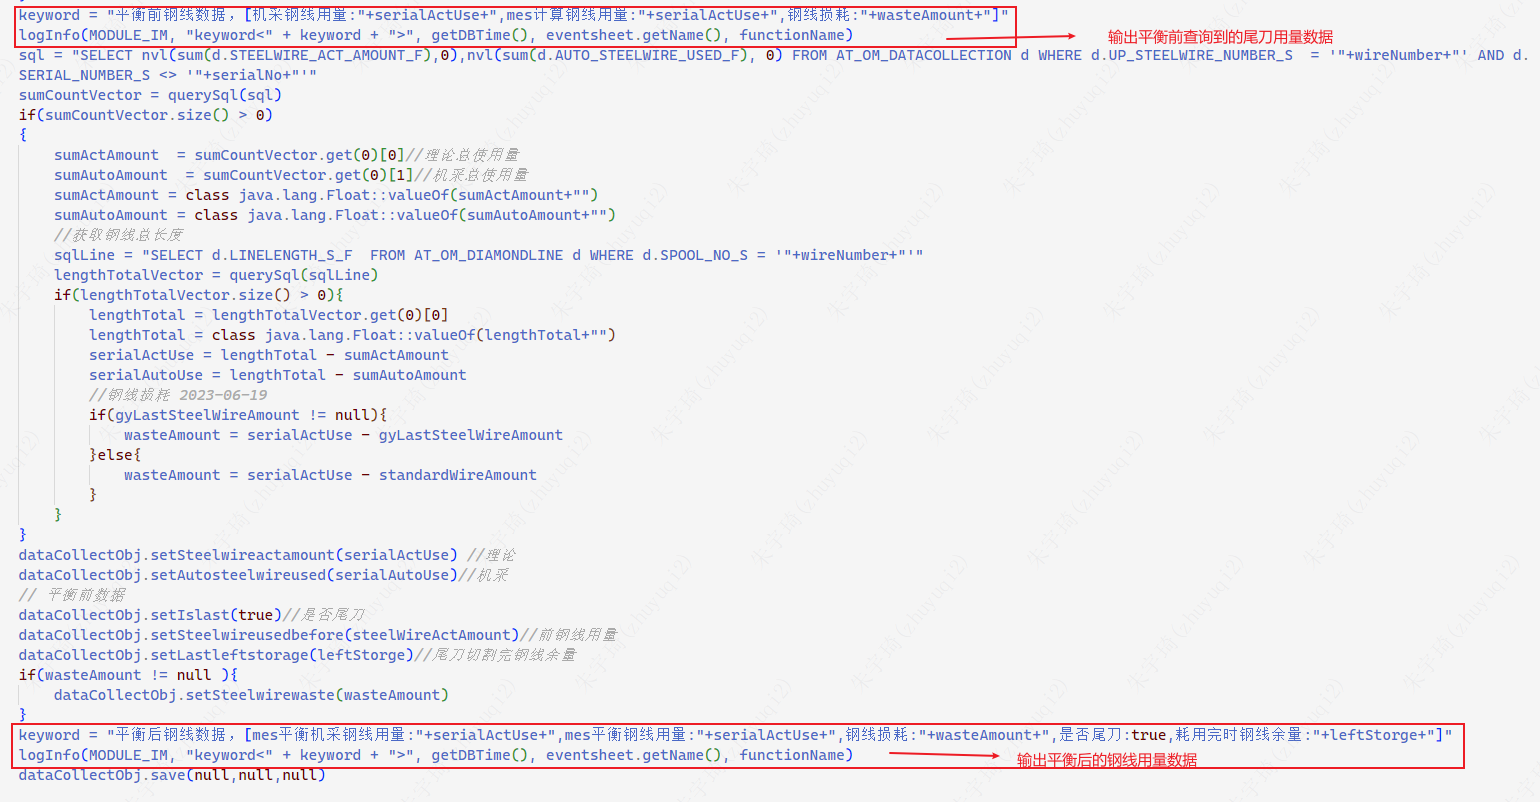 keyword = "平衡前钢线数据，[机采钢线用量:"+serialActUse+",mes计算钢线用量:"+serialActUse+",钢线损耗:"+wasteAmount+"]"
logInfo(MODULE_IM, "keyword<" + keyword + ">", getDBTime(), eventsheet.getName(), functionName)
输出平衡前查询到的尾刀用量数据
sql = "SELECT nvl(sum(d.STEELWIRE_ACT_AMOUNT_F),0),nvl(sum(d.AUTO_STEELWIRE_USED_F), 0) FROM AT_OM_DATACOLLECTION d WHERE d.UP_STEELWIRE_NUMBER_S  = '"+wireNumber+"' AND d.
SERIAL_NUMBER_S <> '"+serialNo+"'"
sumCountVector = querySql(sql)
if(sumCountVector.size() > 0)
{
    sumActAmount  = sumCountVector.get(0)[0]//理论总使用量
    sumAutoAmount  = sumCountVector.get(0)[1]//机采总使用量
    sumActAmount = class java.lang.Float::valueOf(sumActAmount+"")
    sumAutoAmount = class java.lang.Float::valueOf(sumAutoAmount+"")
    //获取钢线总长度
    sqlLine = "SELECT d.LINELENGTH_S_F  FROM AT_OM_DIAMONDLINE d WHERE d.SPOOL_NO_S = '"+wireNumber+"'"
    lengthTotalVector = querySql(sqlLine)
    if(lengthTotalVector.size() > 0){
        lengthTotal = lengthTotalVector.get(0)[0]
        lengthTotal = class java.lang.Float::valueOf(lengthTotal+"")
        serialActUse = lengthTotal - sumActAmount
        serialAutoUse = lengthTotal - sumAutoAmount
        //钢线损耗 2023-06-19
        if(gyLastSteelWireAmount != null){
            wasteAmount = serialActUse - gyLastSteelWireAmount
        }else{
            wasteAmount = serialActUse - standardWireAmount
        }
    }
}
dataCollectObj.setSteelwireactamount(serialActUse) //理论
dataCollectObj.setAutosteelwireused(serialAutoUse)//机采
// 平衡前数据
dataCollectObj.setIslast(true)//是否尾刀
dataCollectObj.setSteelwireusedbefore(steelWireActAmount)//前钢线用量
dataCollectObj.setLastleftstorage(leftStorge)//尾刀切割完钢线余量
if(wasteAmount != null ){
    dataCollectObj.setSteelwirewaste(wasteAmount)
}
keyword = "平衡后钢线数据，[mes平衡机采钢线用量:"+serialActUse+",mes平衡钢线用量:"+serialActUse+",钢线损耗:"+wasteAmount+",是否尾刀:true,耗用完时钢线余量:"+leftStorge+"]"
logInfo(MODULE_IM, "keyword<" + keyword + ">", getDBTime(), eventsheet.getName(), functionName)
输出平衡后的钢线用量数据
dataCollectObj.save(null,null,null)
朱宇琦(zhuyuqi2)